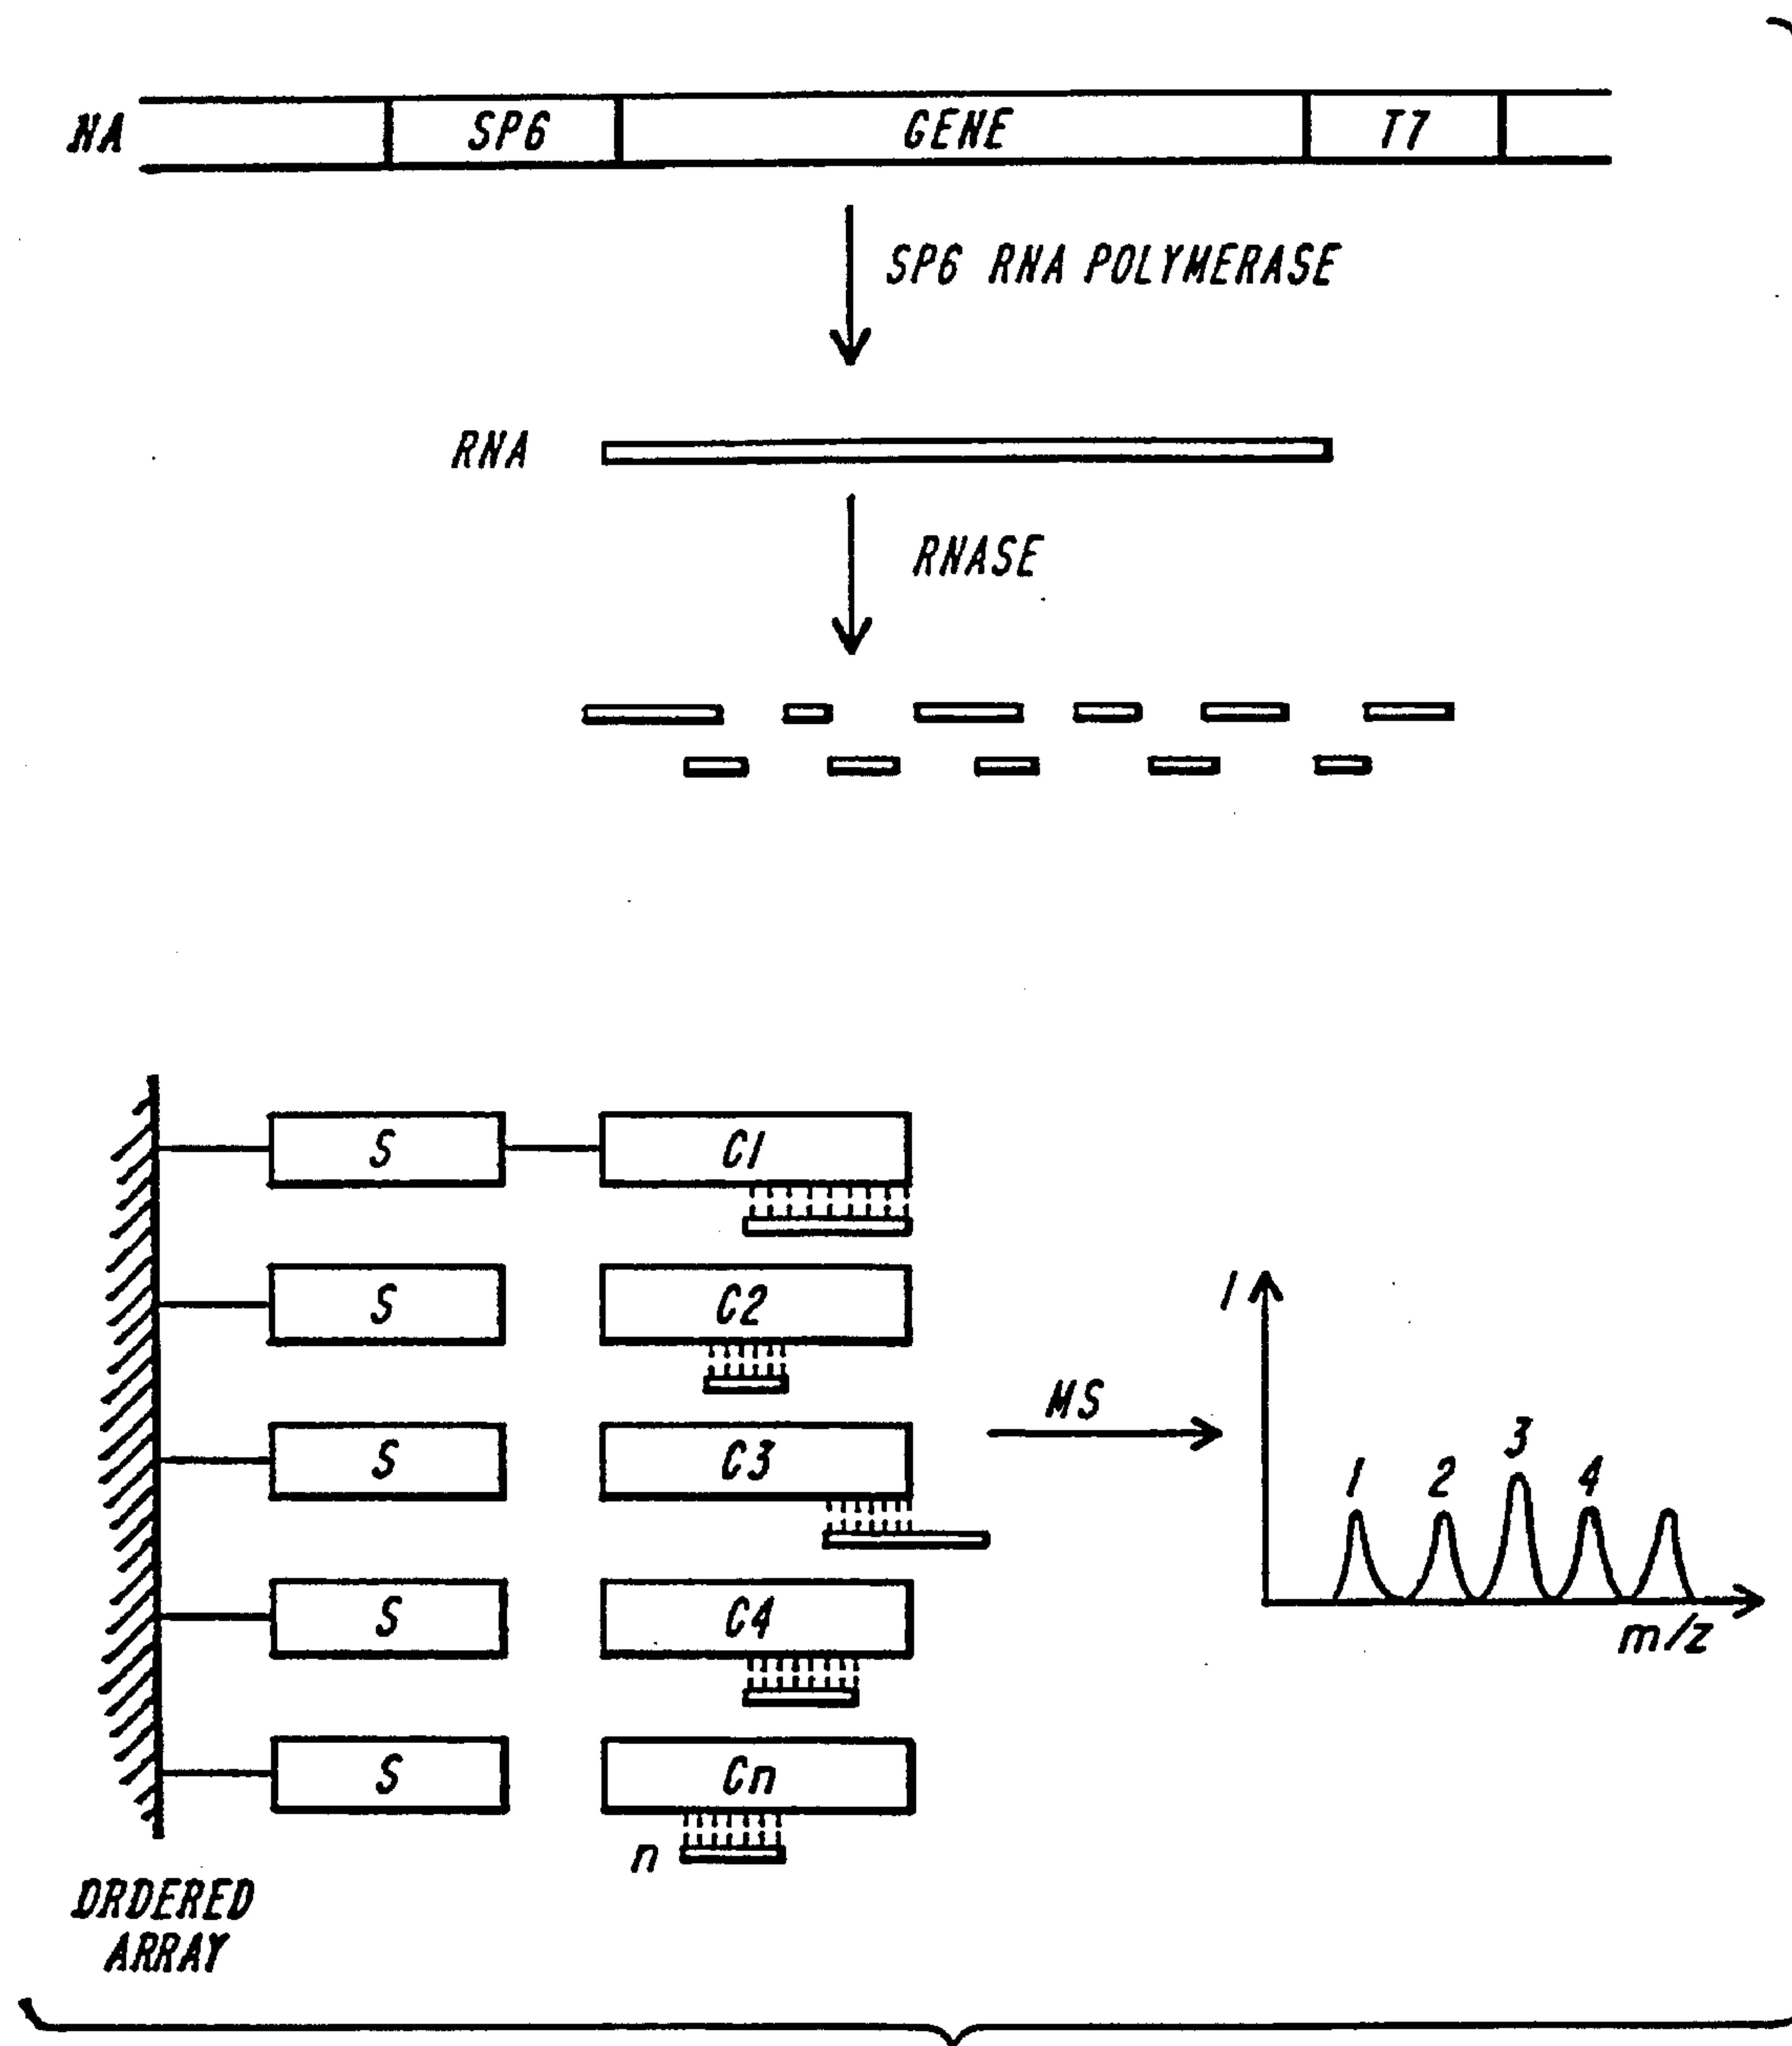 NA SP6 GENE T7
SP6 RNA POLYMERASE
RNA
RNASE
S C1
S C2
S C3
S C4
S Cn
n
ORDERED
ARRAY
MS
I
1 2 3 4
m/z